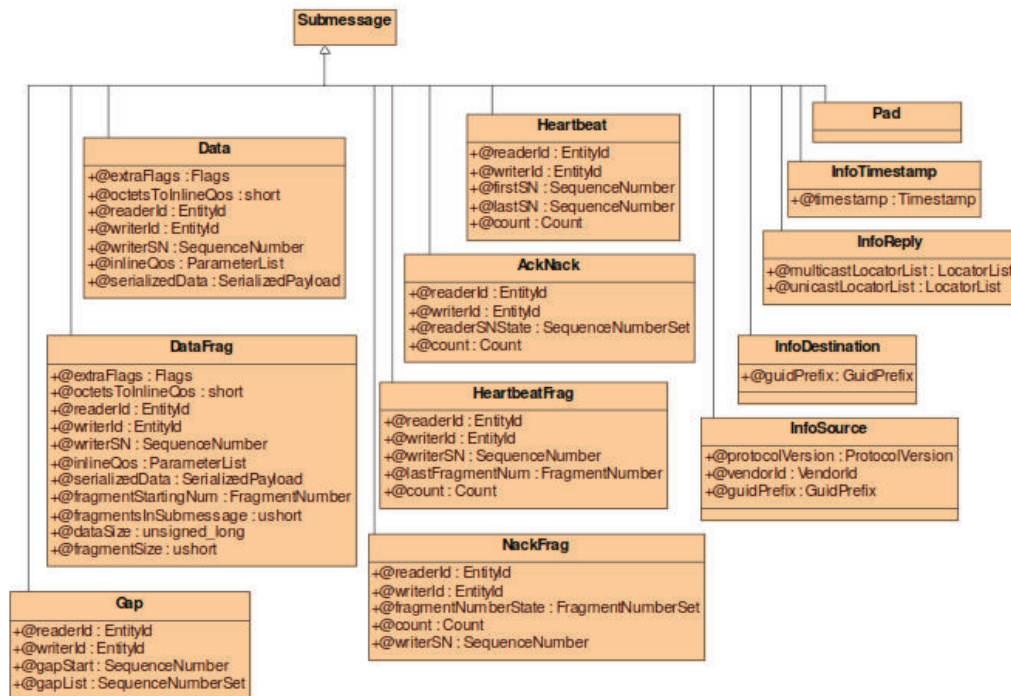 Submessage
Data
+@extraFlags : Flags
+@octetsToInlineQos : short
+@readerId : EntityId
+@writerId : EntityId
+@writerSN : SequenceNumber
+@inlineQos : ParameterList
+@serializedData : SerializedPayload
DataFrag
+@extraFlags : Flags
+@octetsToInlineQos : short
+@readerId : EntityId
+@writerId : EntityId
+@writerSN : SequenceNumber
+@inlineQos : ParameterList
+@serializedData : SerializedPayload
+@fragmentStartingNum : FragmentNumber
+@fragmentsInSubmessage : ushort
+@dataSize : unsigned_long
+@fragmentSize : ushort
Gap
+@readerId : EntityId
+@writerId : EntityId
+@gapStart : SequenceNumber
+@gapList : SequenceNumberSet
Heartbeat
+@readerId : EntityId
+@writerId : EntityId
+@firstSN : SequenceNumber
+@lastSN : SequenceNumber
+@count : Count
AckNack
+@readerId : EntityId
+@writerId : EntityId
+@readerSNState : SequenceNumberSet
+@count : Count
HeartbeatFrag
+@readerId : EntityId
+@writerId : EntityId
+@writerSN : SequenceNumber
+@lastFragmentNum : FragmentNumber
+@count : Count
NackFrag
+@readerId : EntityId
+@writerId : EntityId
+@fragmentNumberState : FragmentNumberSet
+@count : Count
+@writerSN : SequenceNumber
Pad
InfoTimestamp
+@timestamp : Timestamp
InfoReply
+@multicastLocatorList : LocatorList
+@unicastLocatorList : LocatorList
InfoDestination
+@guidPrefix : GuidPrefix
InfoSource
+@protocolVersion : ProtocolVersion
+@vendorId : VendorId
+@guidPrefix : GuidPrefix